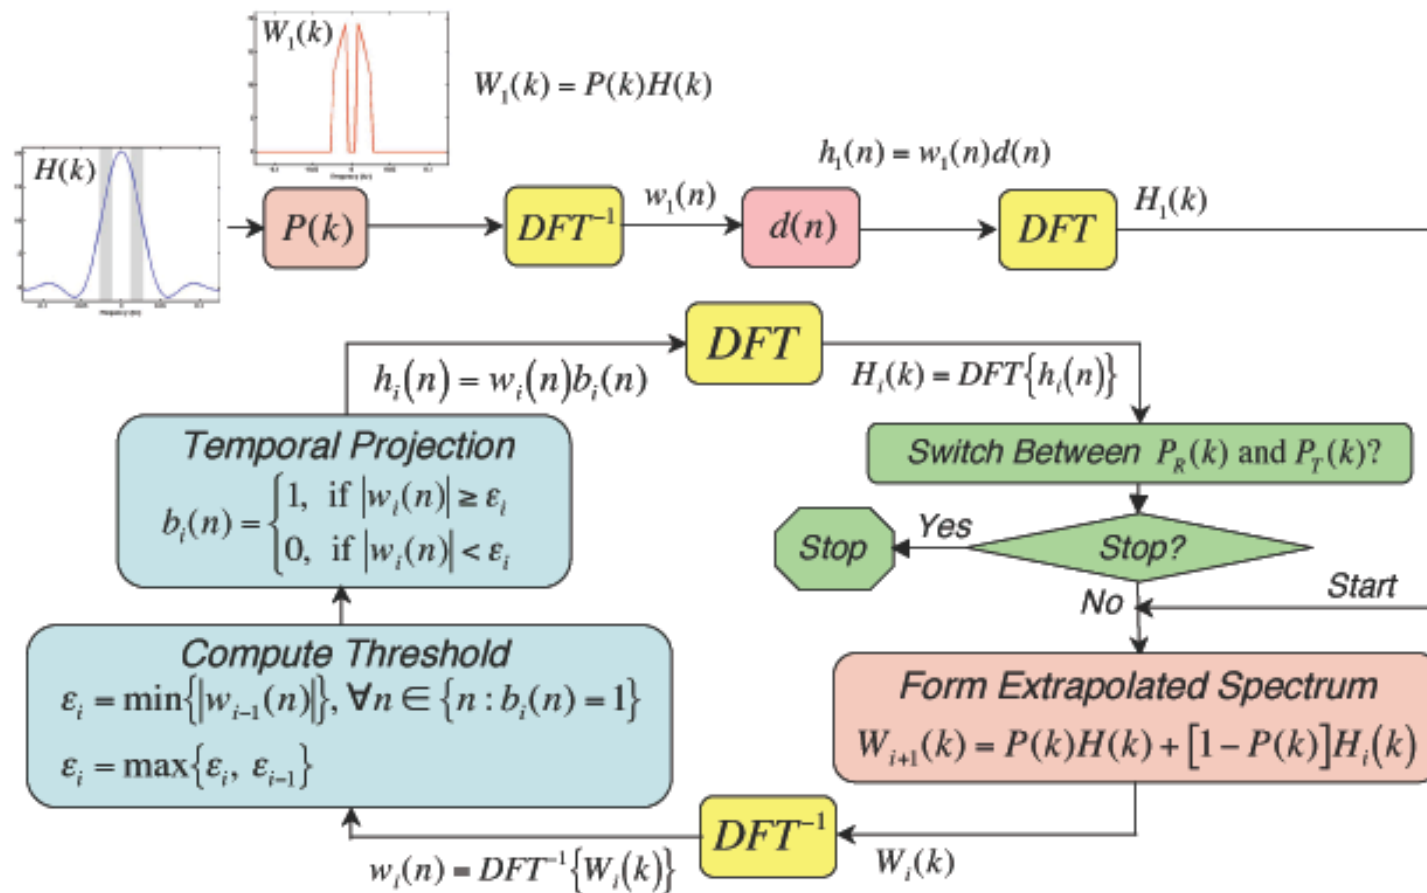 W₁(k)
W₁(k) = P(k)H(k)
H(k)
h₁(n) = w₁(n)d(n)
P(k)
DFT⁻¹
w₁(n)
d(n)
DFT
H₁(k)
Frequency (Hz)
DFT
hᵢ(n) = wᵢ(n)bᵢ(n)
Hᵢ(k) = DFT{hᵢ(n)}
Temporal Projection
bᵢ(n) = {1, if |wᵢ(n)| ≥ εᵢ
0, if |wᵢ(n)| < εᵢ
Switch Between P_R(k) and P_T(k)?
Stop
Yes
Stop?
No
Start
Compute Threshold
εᵢ = min{|wᵢ₋₁(n)|}, ∀n ∈ {n : bᵢ(n) = 1}
εᵢ = max{εᵢ, εᵢ₋₁}
Form Extrapolated Spectrum
Wᵢ₊₁(k) = P(k)H(k) + [1 − P(k)]Hᵢ(k)
DFT⁻¹
wᵢ(n) = DFT⁻¹{Wᵢ(k)}
Wᵢ(k)